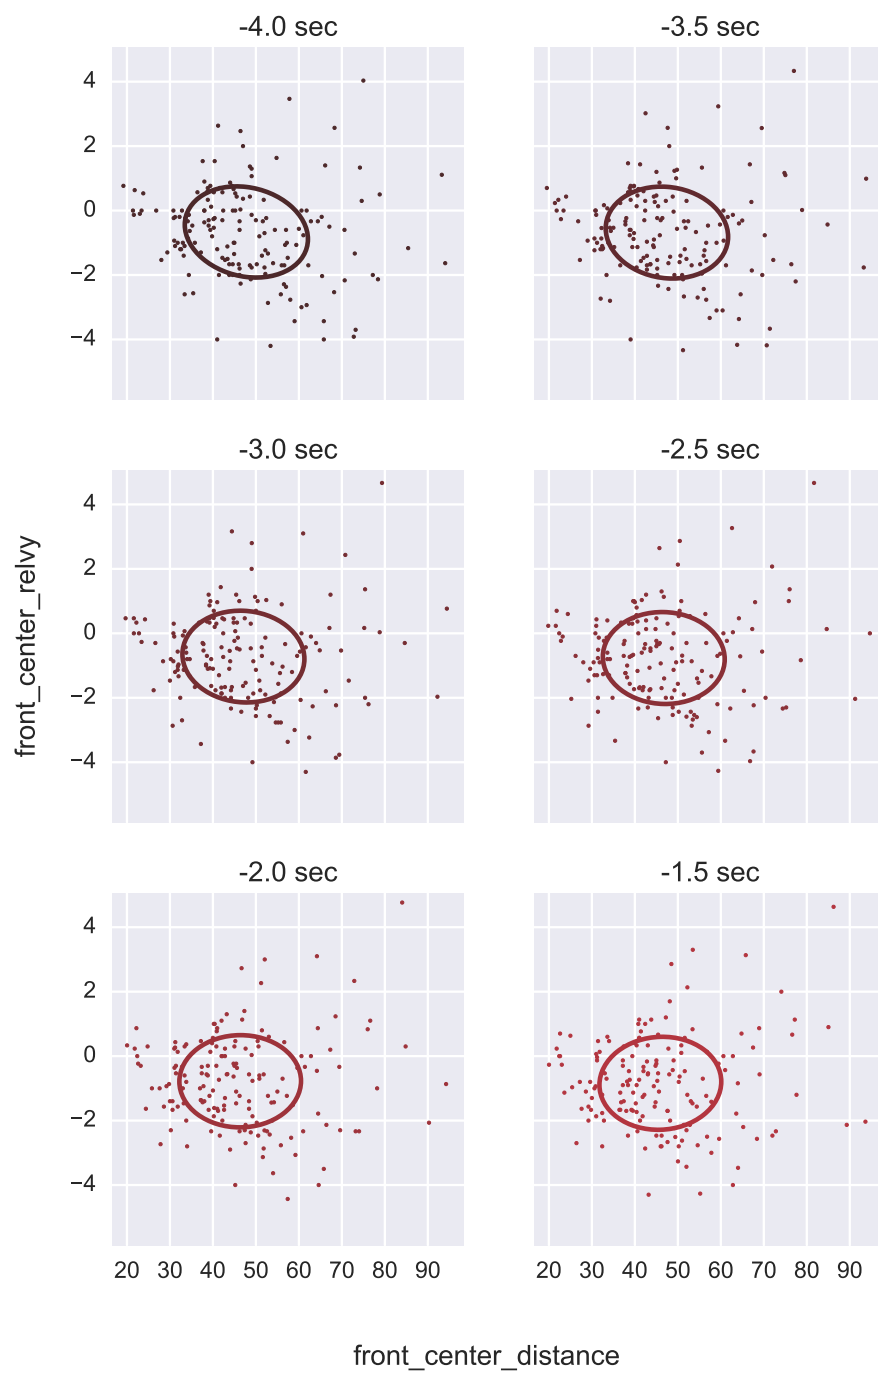 -4.0 sec
-3.5 sec
4
2
0
−2
−4
-3.0 sec
-2.5 sec
4
2
0
−2
−4
front_center_relvy
-2.0 sec
-1.5 sec
4
2
0
−2
−4
20 30 40 50 60 70 80 90
20 30 40 50 60 70 80 90
front_center_distance